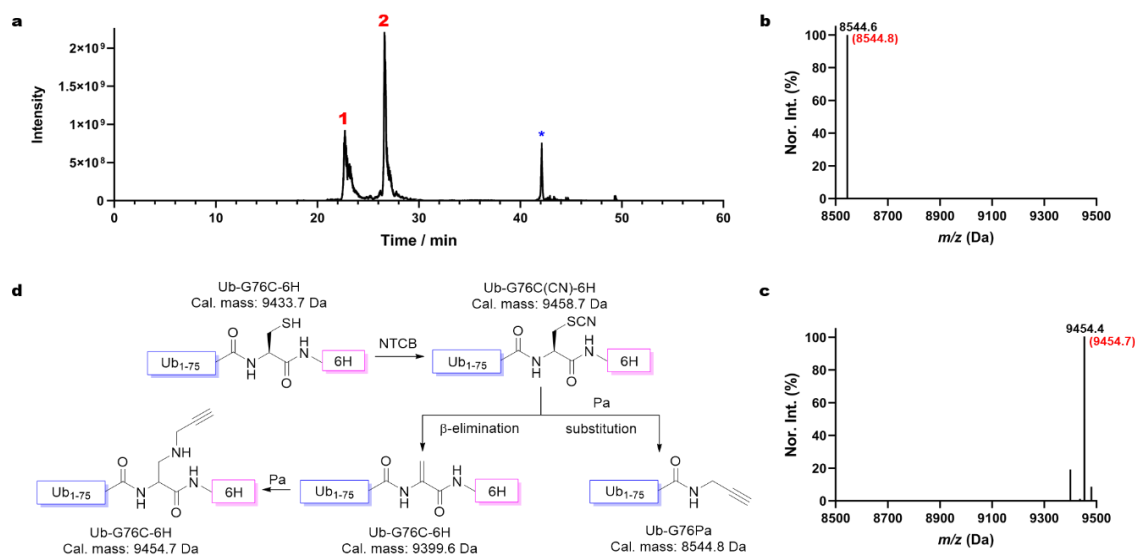 a
1
2
*
Intensity
2×10⁹
1.5×10⁹
1×10⁹
5×10⁸
0
0
20
30
40
50
60
Time / min
b
8544.6
(8544.8)
Nor. Int. (%)
100
80
60
40
20
0
8500 8700 8900 9100 9300 9500
m/z (Da)
d
Ub-G76C-6H
Cal. mass: 9433.7 Da
Ub₁₋₇₅
O
N
H
SH
O
H
N
6H
NTCB
Ub-G76C(CN)-6H
Cal. mass: 9458.7 Da
Ub₁₋₇₅
O
N
H
SCN
O
H
N
6H
β-elimination
Pa
substitution
Ub₁₋₇₅
O
N
H
NH
O
H
N
6H
Ub-G76C-6H
Cal. mass: 9454.7 Da
Pa
Ub₁₋₇₅
O
N
H
O
H
N
6H
Ub-G76C-6H
Cal. mass: 9399.6 Da
Ub₁₋₇₅
O
N
H
Ub-G76Pa
Cal. mass: 8544.8 Da
c
9454.4
(9454.7)
Nor. Int. (%)
100
80
60
40
20
0
8500 8700 8900 9100 9300 9500
m/z (Da)